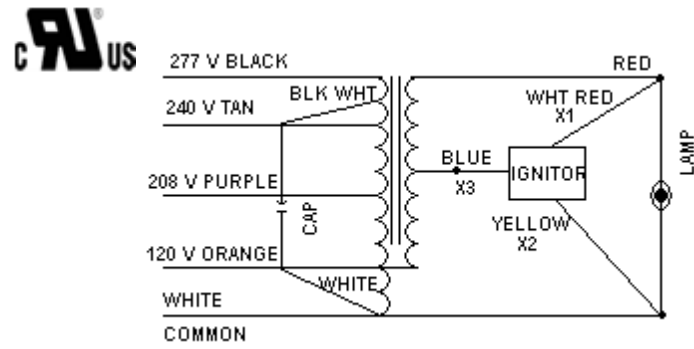 c RU US ®
277 V BLACK
RED
BLK WHT
WHT RED
X1
240 V TAN
BLUE
IGNITOR
LAMP
X3
208 V PURPLE
CAP
YELLOW
X2
120 V ORANGE
WHITE
WHITE
COMMON